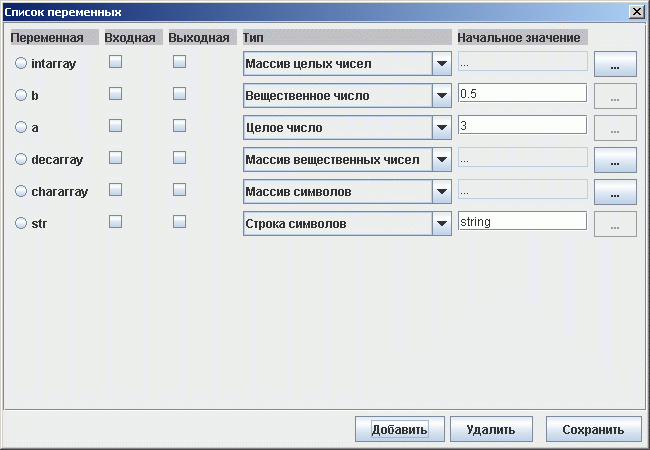 Список переменных
Переменная Входная Выходная Тип Начальное значение
intarray Массив целых чисел ... ...
b Вещественное число 0.5 ...
a Целое число 3 ...
decarray Массив вещественных чисел ... ...
chararray Массив символов ... ...
str Строка символов string ...
Добавить Удалить Сохранить